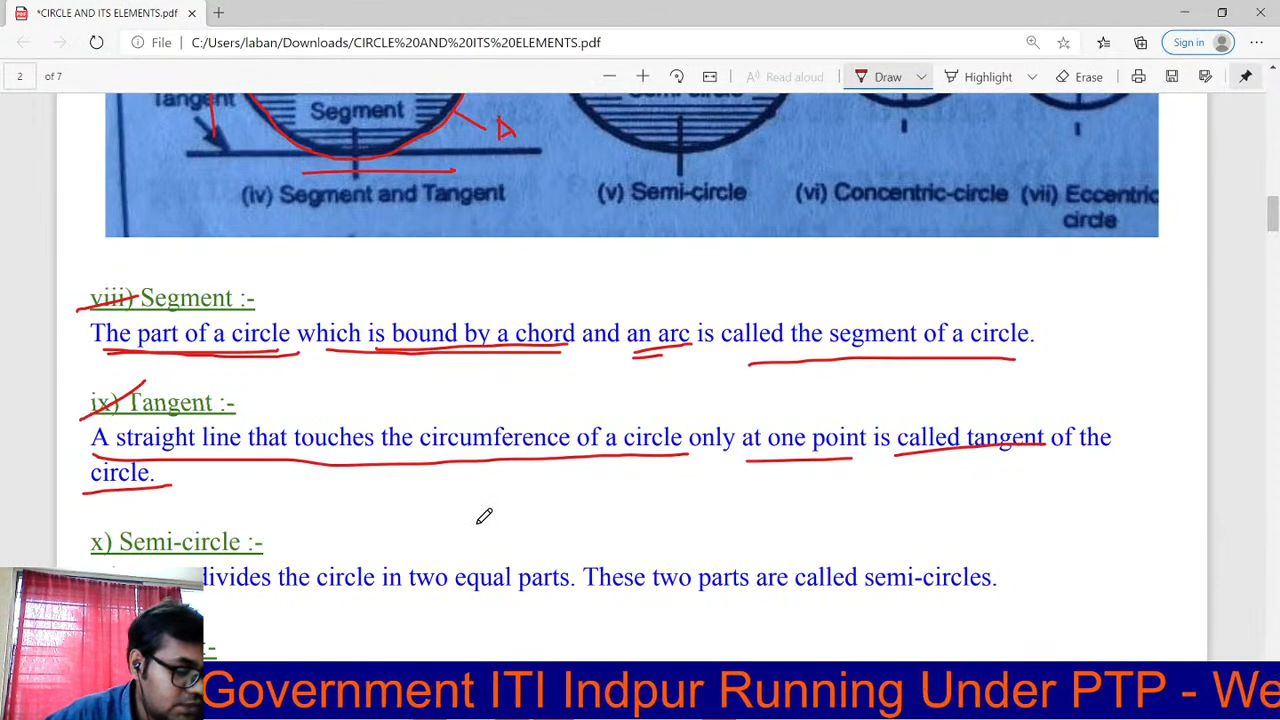 *CIRCLE AND ITS ELEMENTS.pdf
File C:/Users/laban/Downloads/CIRCLE%20AND%20ITS%20ELEMENTS.pdf Sign in
2 of 7 Read aloud Draw Highlight Erase
Tangent Segment
(iv) Segment and Tangent (v) Semi-circle (vi) Concentric-circle (vii) Eccentric
circle
viii) Segment :-
The part of a circle which is bound by a chord and an arc is called the segment of a circle.
ix) Tangent :-
A straight line that touches the circumference of a circle only at one point is called tangent of the
circle.
x) Semi-circle :-
divides the circle in two equal parts. These two parts are called semi-circles.
Government ITI Indpur Running Under PTP - We